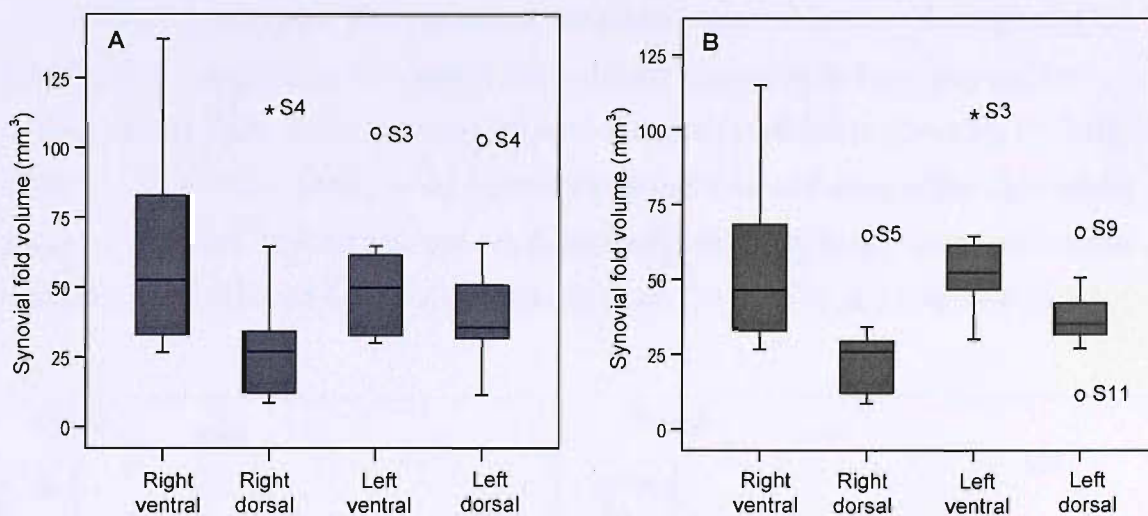 A
Synovial fold volume (mm³)
125
100
75
50
25
0
* S4
S3
S4
Right ventral
Right dorsal
Left ventral
Left dorsal
B
Synovial fold volume (mm³)
125
100
75
50
25
0
S5
* S3
S9
S11
Right ventral
Right dorsal
Left ventral
Left dorsal